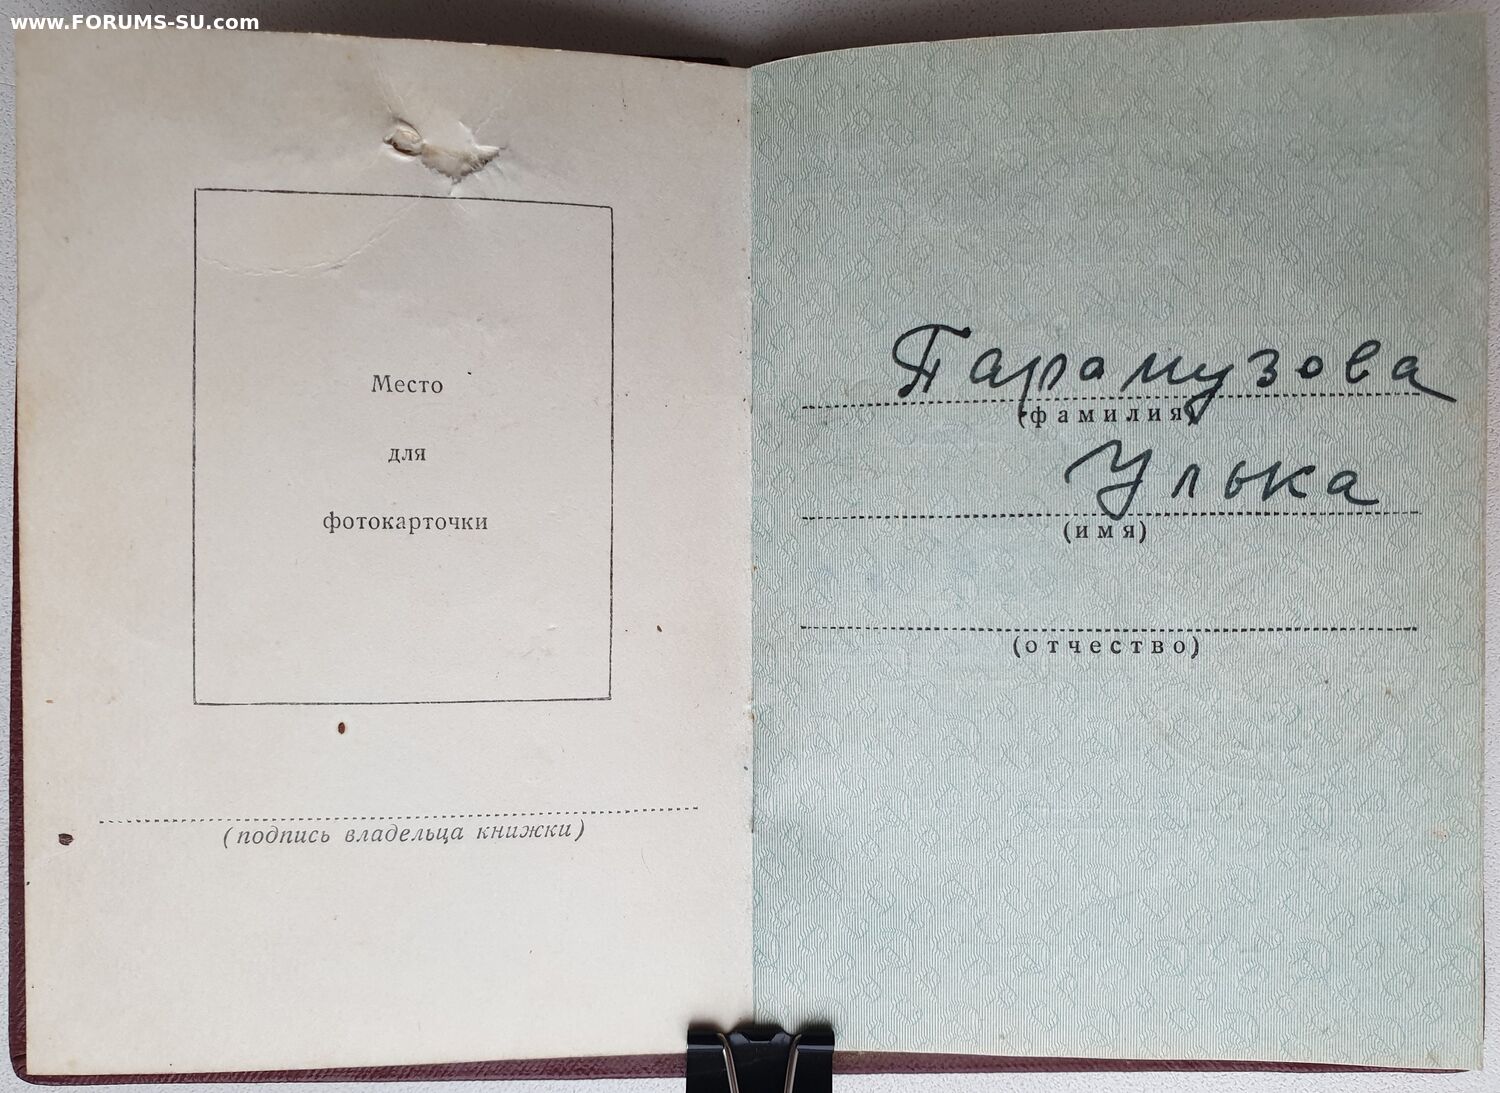 www.FORUMS-SU.com
Место
для
фотокарточки
(подпись владельца книжки)
Парамузова
(фамилия)
Улька
(имя)
(отчество)